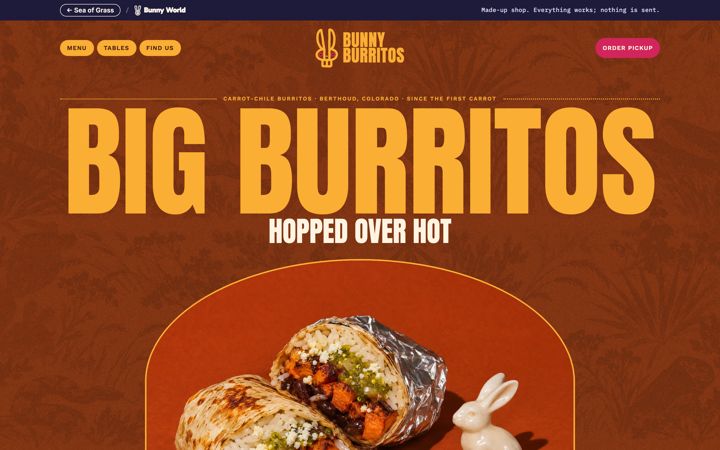 ← Sea of Grass / Bunny World
Made-up shop. Everything works; nothing is sent.
MENU TABLES FIND US
BUNNY
BURRITOS
ORDER PICKUP
CARROT-CHILE BURRITOS · BERTHOUD, COLORADO · SINCE THE FIRST CARROT
BIG BURRITOS
HOPPED OVER HOT